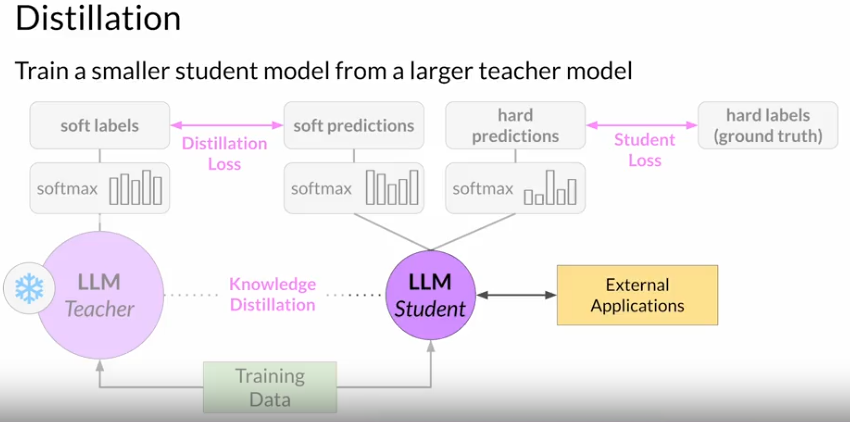 Distillation
Train a smaller student model from a larger teacher model
soft labels
Distillation
Loss
soft predictions
hard
predictions
Student
Loss
hard labels
(ground truth)
softmax
softmax
softmax
LLM
Teacher
Knowledge
Distillation
LLM
Student
External
Applications
Training
Data